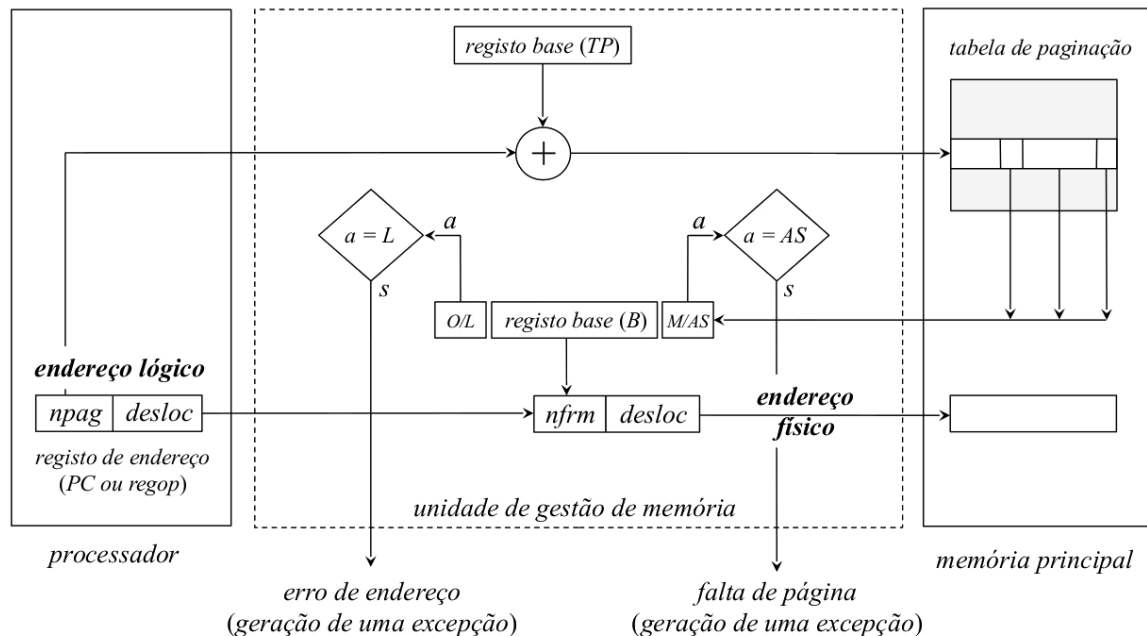 registo base (TP)
tabela de paginação
+
a = L
a
a
a = AS
s
s
O/L
registo base (B)
M/AS
endereço lógico
npag
desloc
nfrm
desloc
endereço
físico
registo de endereço
(PC ou regop)
unidade de gestão de memória
processador
memória principal
erro de endereço
(geração de uma excepção)
falta de página
(geração de uma excepção)